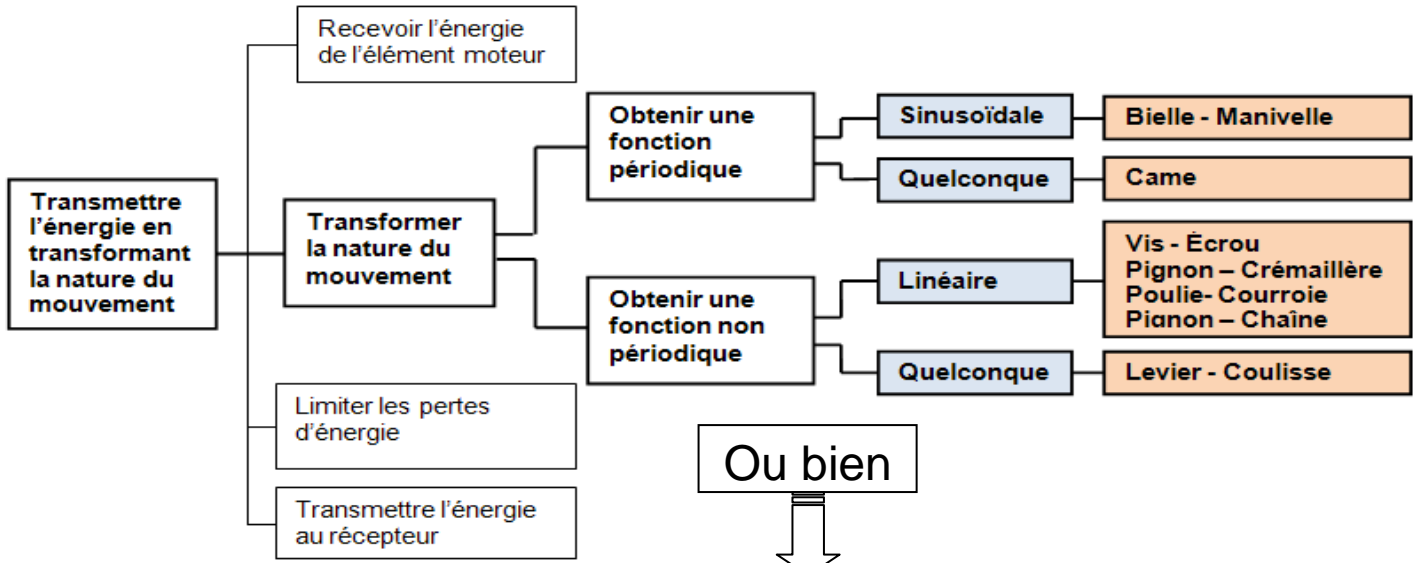 Transmettre
l'énergie en
transformant
la nature du
mouvement
Recevoir l'énergie
de l'élément moteur
Transformer
la nature du
mouvement
Limiter les pertes
d'énergie
Transmettre l'énergie
au récepteur
Obtenir une
fonction
périodique
Obtenir une
fonction non
périodique
Sinusoïdale
Bielle - Manivelle
Quelconque
Came
Linéaire
Vis - Écrou
Pignon – Crémaillère
Poulie- Courroie
Pignon – Chaîne
Quelconque
Levier - Coulisse
Ou bien